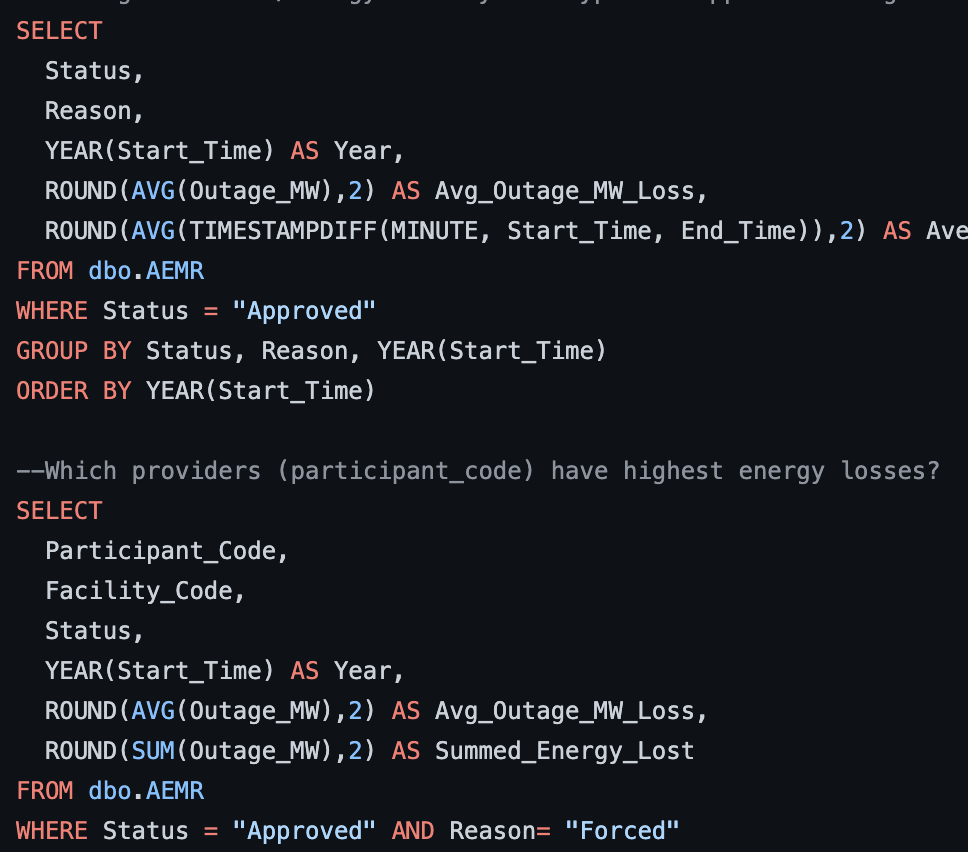 SELECT
  Status,
  Reason,
  YEAR(Start_Time) AS Year,
  ROUND(AVG(Outage_MW),2) AS Avg_Outage_MW_Loss,
  ROUND(AVG(TIMESTAMPDIFF(MINUTE, Start_Time, End_Time)),2) AS Ave
FROM dbo.AEMR
WHERE Status = "Approved"
GROUP BY Status, Reason, YEAR(Start_Time)
ORDER BY YEAR(Start_Time)

--Which providers (participant_code) have highest energy losses?
SELECT
  Participant_Code,
  Facility_Code,
  Status,
  YEAR(Start_Time) AS Year,
  ROUND(AVG(Outage_MW),2) AS Avg_Outage_MW_Loss,
  ROUND(SUM(Outage_MW),2) AS Summed_Energy_Lost
FROM dbo.AEMR
WHERE Status = "Approved" AND Reason= "Forced"